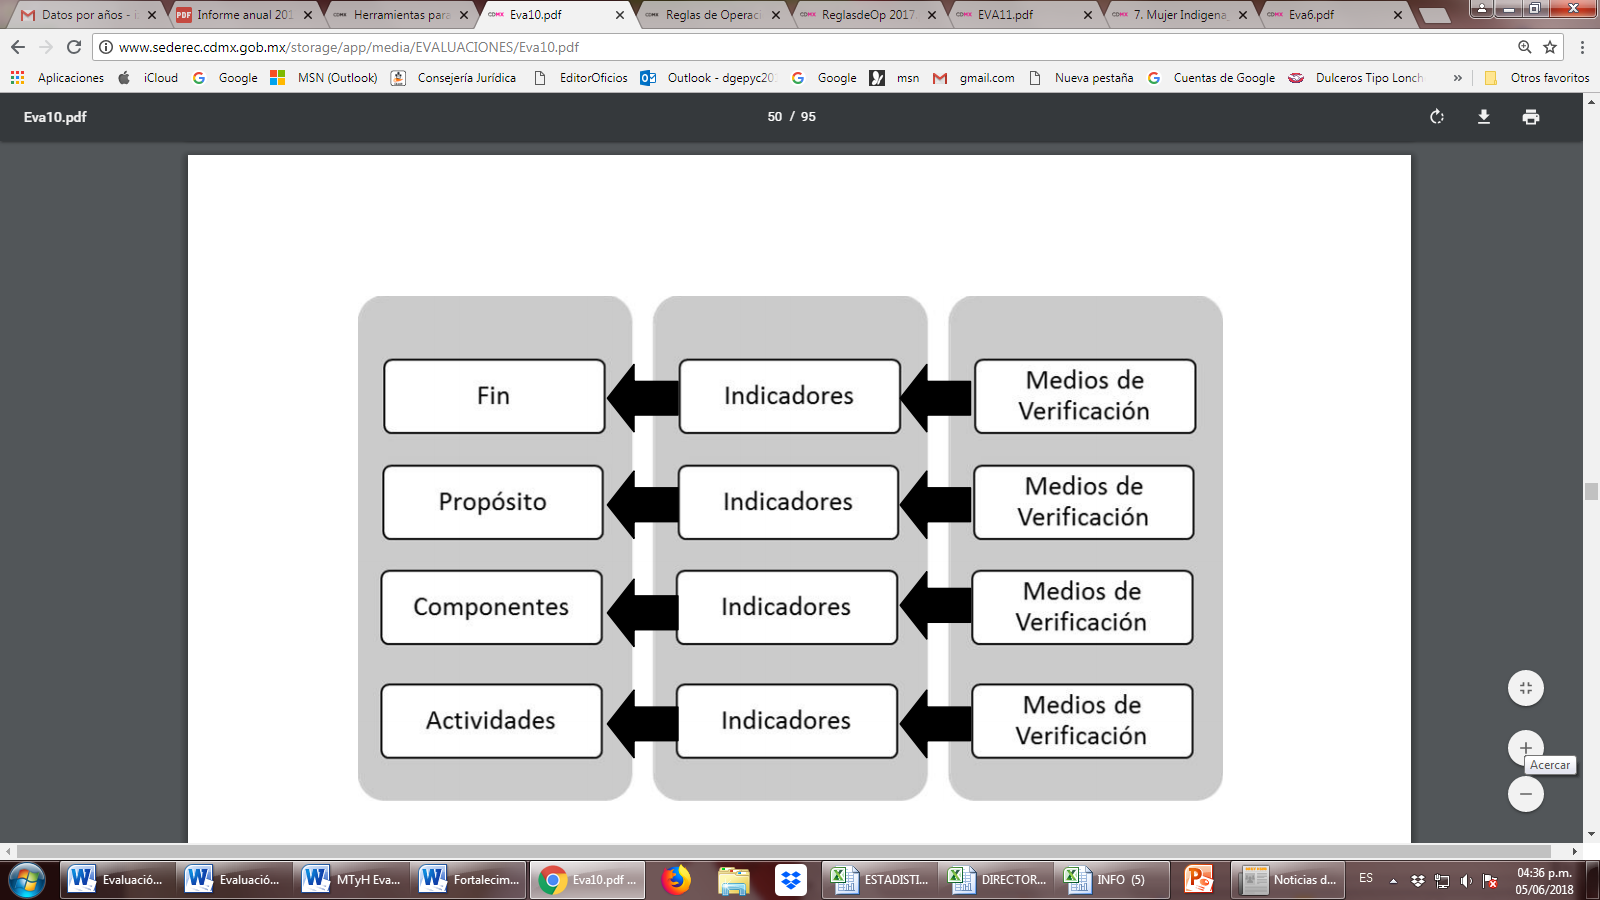 Datos por años - i
Informe anual 201
Herramientas para
Eva10.pdf
Reglas de Operaci
ReglasdeOp 2017.
EVA11.pdf
7. Mujer Indigena,
Eva6.pdf
www.sederec.cdmx.gob.mx/storage/app/media/EVALUACIONES/Eva10.pdf
Aplicaciones
iCloud
Google
MSN (Outlook)
Consejería Jurídica
EditorOficios
Outlook - dgepyc20
Google
msn
gmail.com
Nueva pestaña
Cuentas de Google
Dulceros Tipo Lonch
»
Otros favoritos
Eva10.pdf
50 / 95
Fin
Indicadores
Medios de
Verificación
Propósito
Indicadores
Medios de
Verificación
Componentes
Indicadores
Medios de
Verificación
Actividades
Indicadores
Medios de
Verificación
Acercar
Evaluació...
Evaluació...
MTyH Eva...
Fortalecim...
Eva10.pdf ...
ESTADISTI...
DIRECTOR...
INFO (5)
Noticias d...
ES
04:36 p.m.
05/06/2018